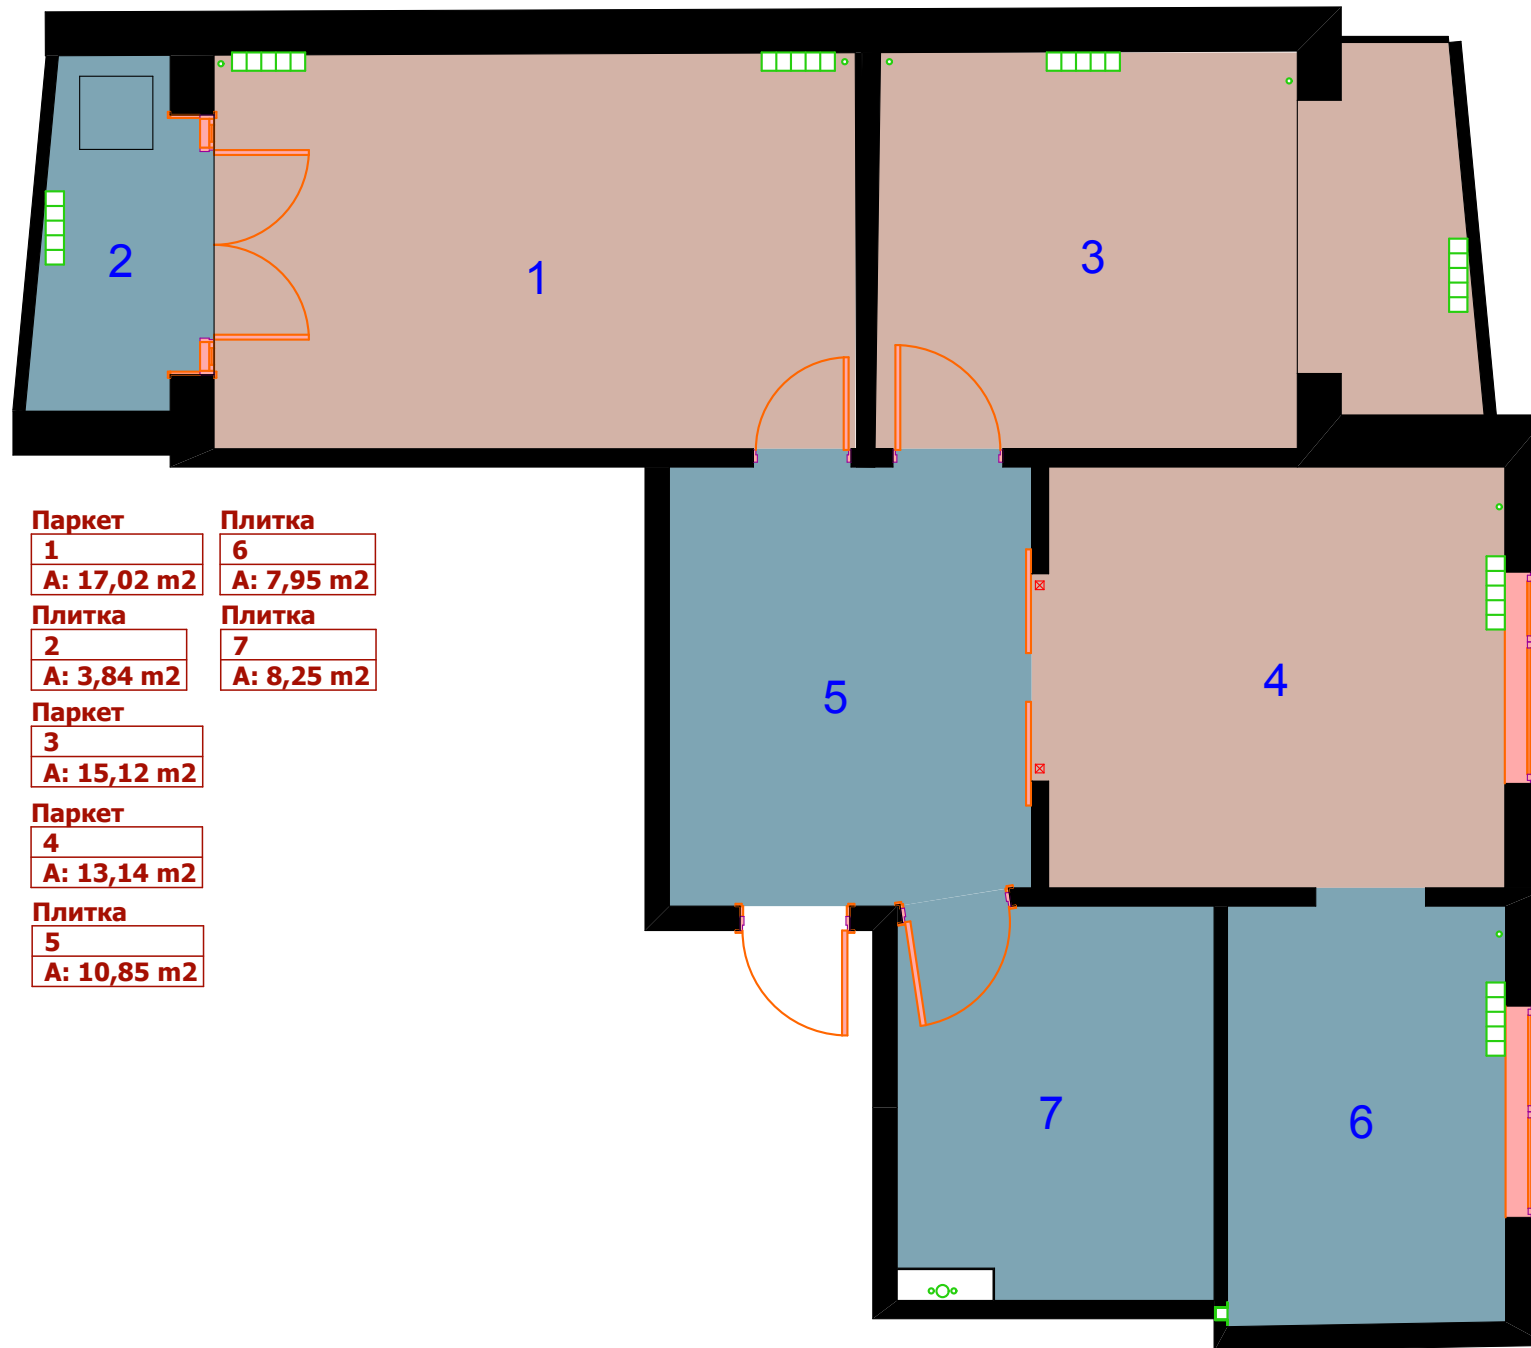 2
1
3
Паркет
1
A: 17,02 m2
Плитка
2
A: 3,84 m2
Паркет
3
A: 15,12 m2
Паркет
4
A: 13,14 m2
Плитка
5
A: 10,85 m2
Плитка
6
A: 7,95 m2
Плитка
7
A: 8,25 m2
5
4
7
6